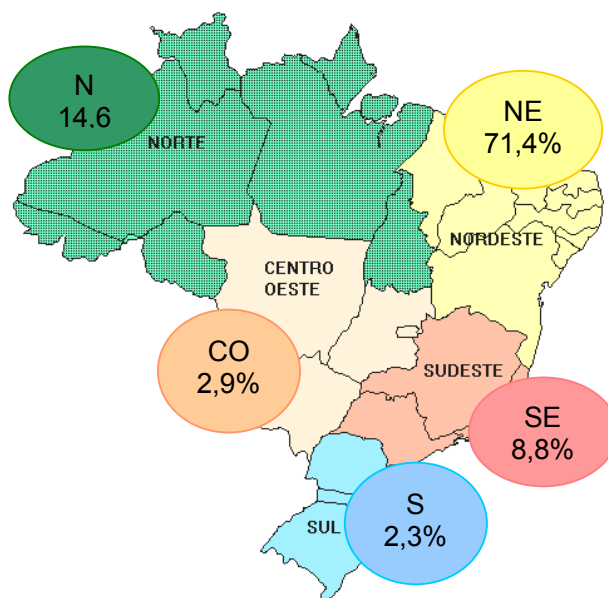 N
14.6
NORTE
NE
71,4%
NORDESTE
CENTRO
OESTE
CO
2,9%
SUDESTE
SE
8,8%
S
2,3%
SUL